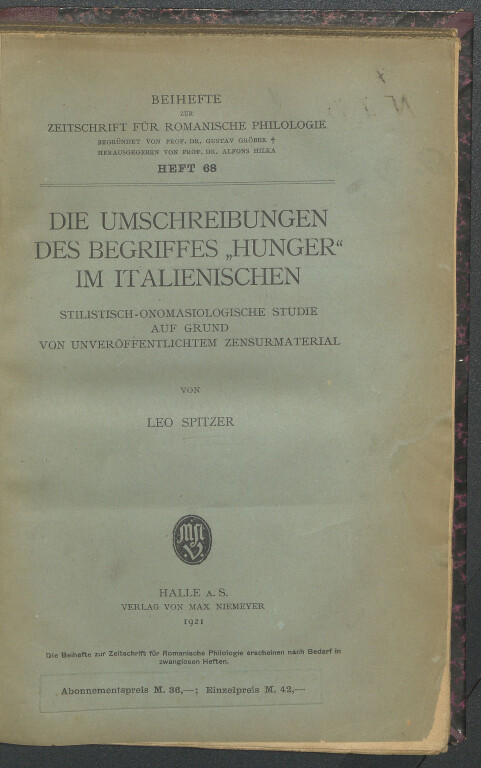 BEIHEFTE
ZUR
ZEITSCHRIFT FÜR ROMANISCHE PHILOLOGIE
BEGRÜNDET VON PROF. DR. GUSTAV GRÖBER †
HERAUSGEGEBEN VON PROF. DR. ALFONS HILKA
HEFT 68
DIE UMSCHREIBUNGEN
DES BEGRIFFES „HUNGER“
IM ITALIENISCHEN
STILISTISCH-ONOMASIOLOGISCHE STUDIE
AUF GRUND
VON UNVERÖFFENTLICHTEM ZENSURMATERIAL
VON
LEO SPITZER
HALLE A. S.
VERLAG VON MAX NIEMEYER
1921
Die Beihefte zur Zeitschrift für Romanische Philologie erscheinen nach Bedarf in
zwanglosen Heften.
Abonnementspreis M. 36,—; Einzelpreis M. 42,—